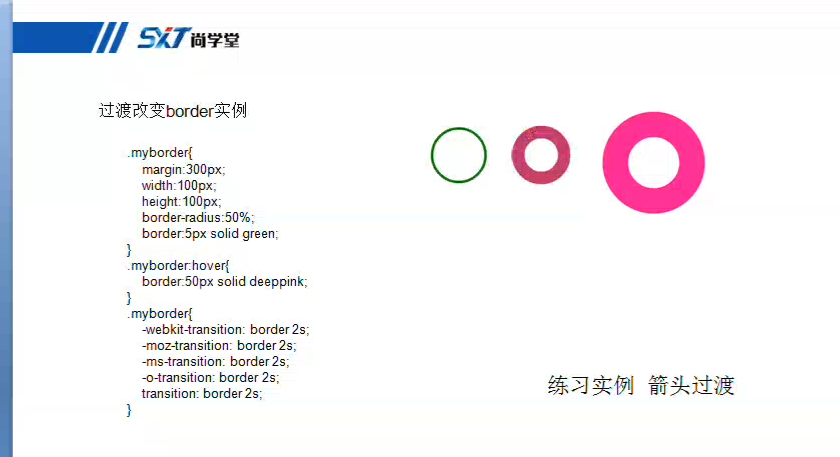 SXT尚学堂
过渡改变border实例
.myborder{
margin:300px;
width:100px;
height:100px;
border-radius:50%;
border:5px solid green;
}
.myborder:hover{
border:50px solid deeppink;
}
.myborder{
-webkit-transition: border 2s;
-moz-transition: border 2s;
-ms-transition: border 2s;
-o-transition: border 2s;
transition: border 2s;
}
练习实例 箭头过渡